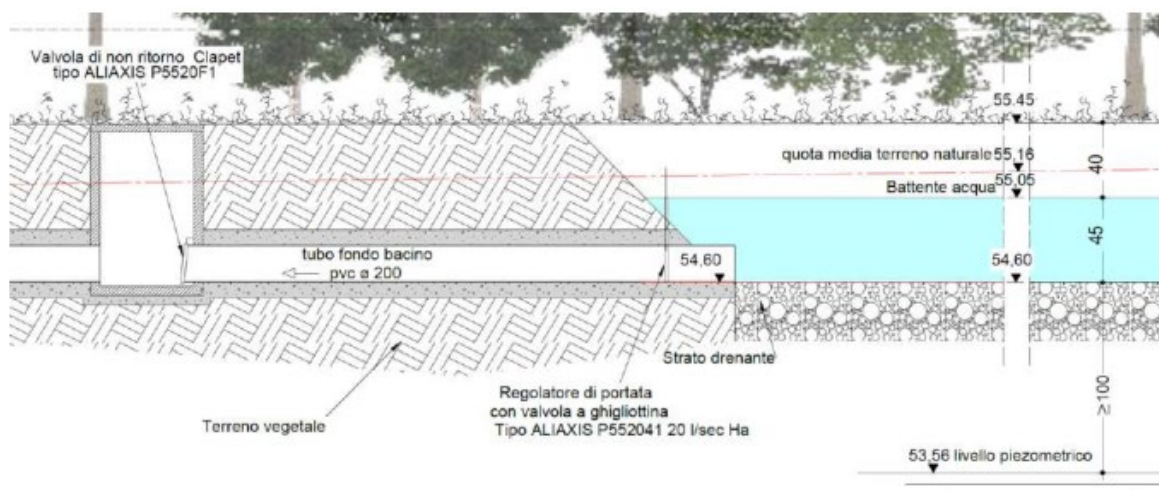 Valvola di non ritorno Clapet
tipo ALIAXIS P5520F1
55.45
quota media terreno naturale 55,16
Battente acqua 55,05
40
45
tubo fondo bacino
pvc ø 200
54,60
54,60
Strato drenante
Regolatore di portata
con valvola a ghigliottina
Tipo ALIAXIS P552041 20 l/sec Ha
Terreno vegetale
≥100
53,56 livello piezometrico